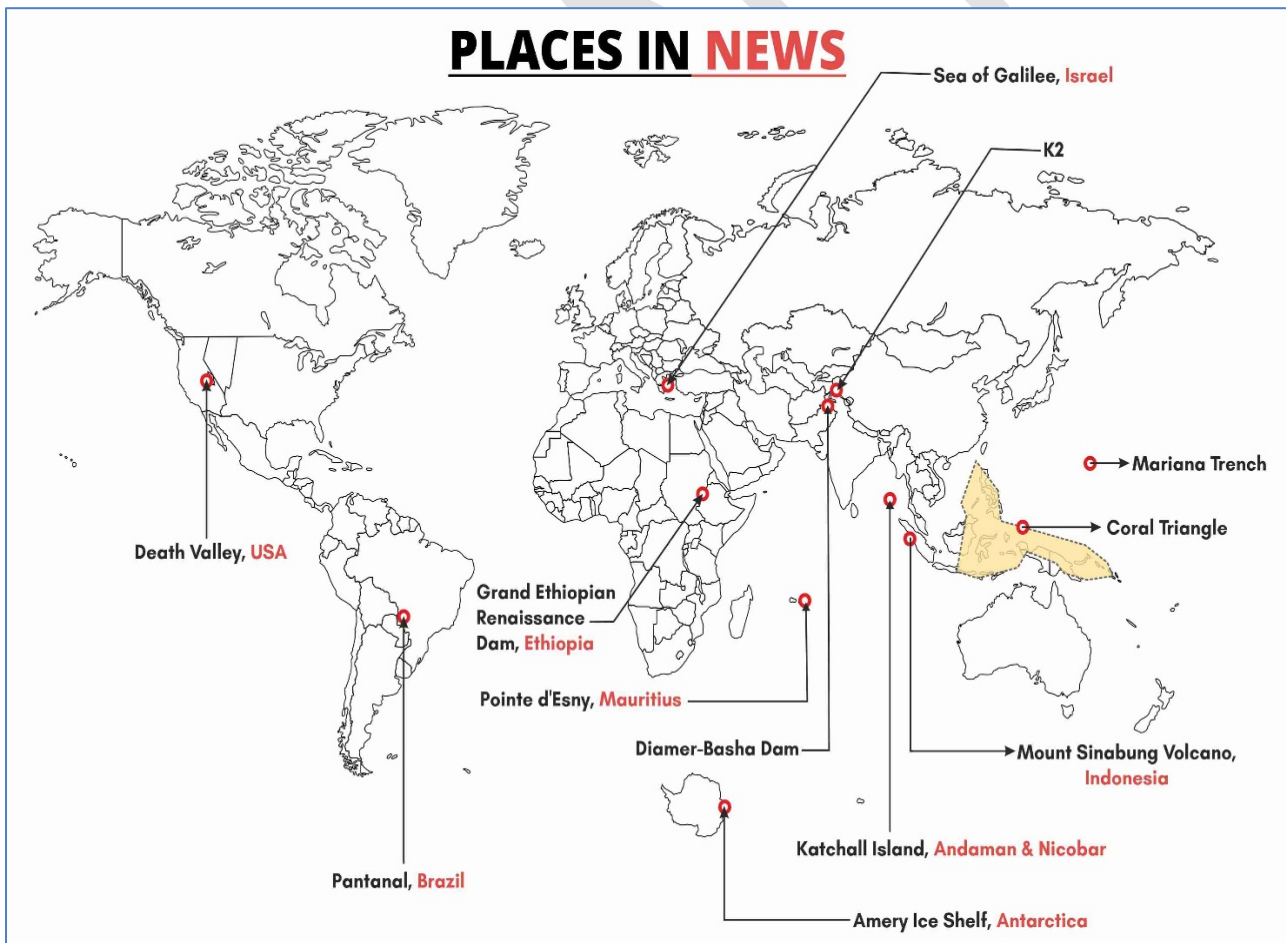 PLACES IN NEWS
Sea of Galilee, Israel
K2
Mariana Trench
Coral Triangle
Death Valley, USA
Grand Ethiopian
Renaissance
Dam, Ethiopia
Pointe d'Esny, Mauritius
Diamer-Basha Dam
Mount Sinabung Volcano,
Indonesia
Katchall Island, Andaman & Nicobar
Pantanal, Brazil
Amery Ice Shelf, Antarctica